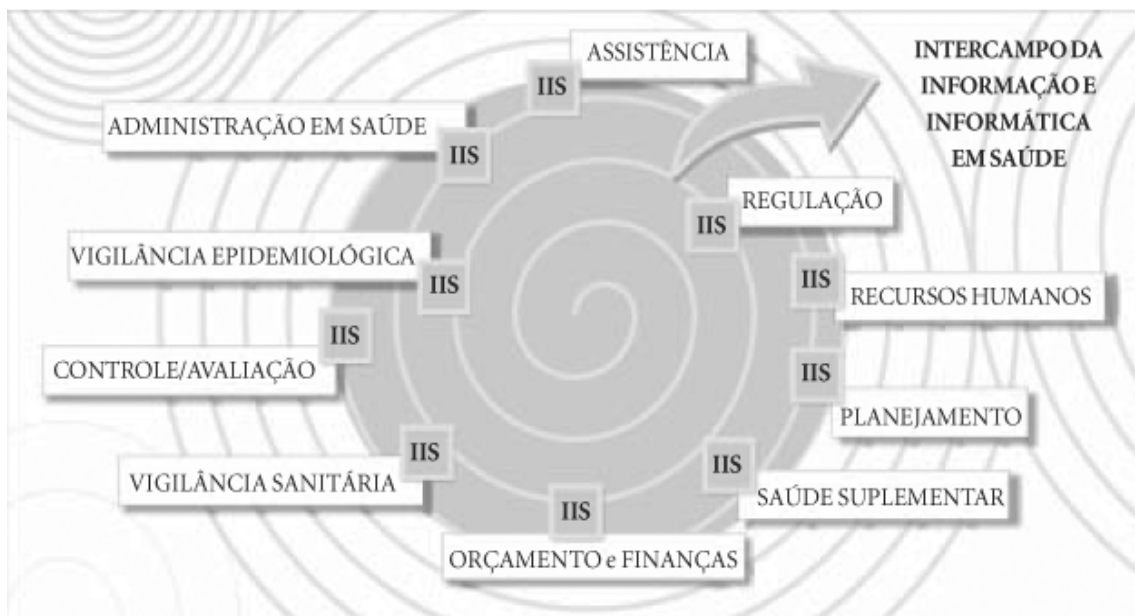 ASSISTÊNCIA
IIS
INTERCAMPO DA
INFORMAÇÃO E
INFORMÁTICA
EM SAÚDE
ADMINISTRAÇÃO EM SAÚDE
IIS
REGULAÇÃO
IIS
VIGILÂNCIA EPIDEMIOLÓGICA
IIS
IIS
RECURSOS HUMANOS
IIS
CONTROLE/AVALIAÇÃO
IIS
PLANEJAMENTO
IIS
VIGILÂNCIA SANITÁRIA
IIS
SAÚDE SUPLEMENTAR
IIS
ORÇAMENTO e FINANÇAS